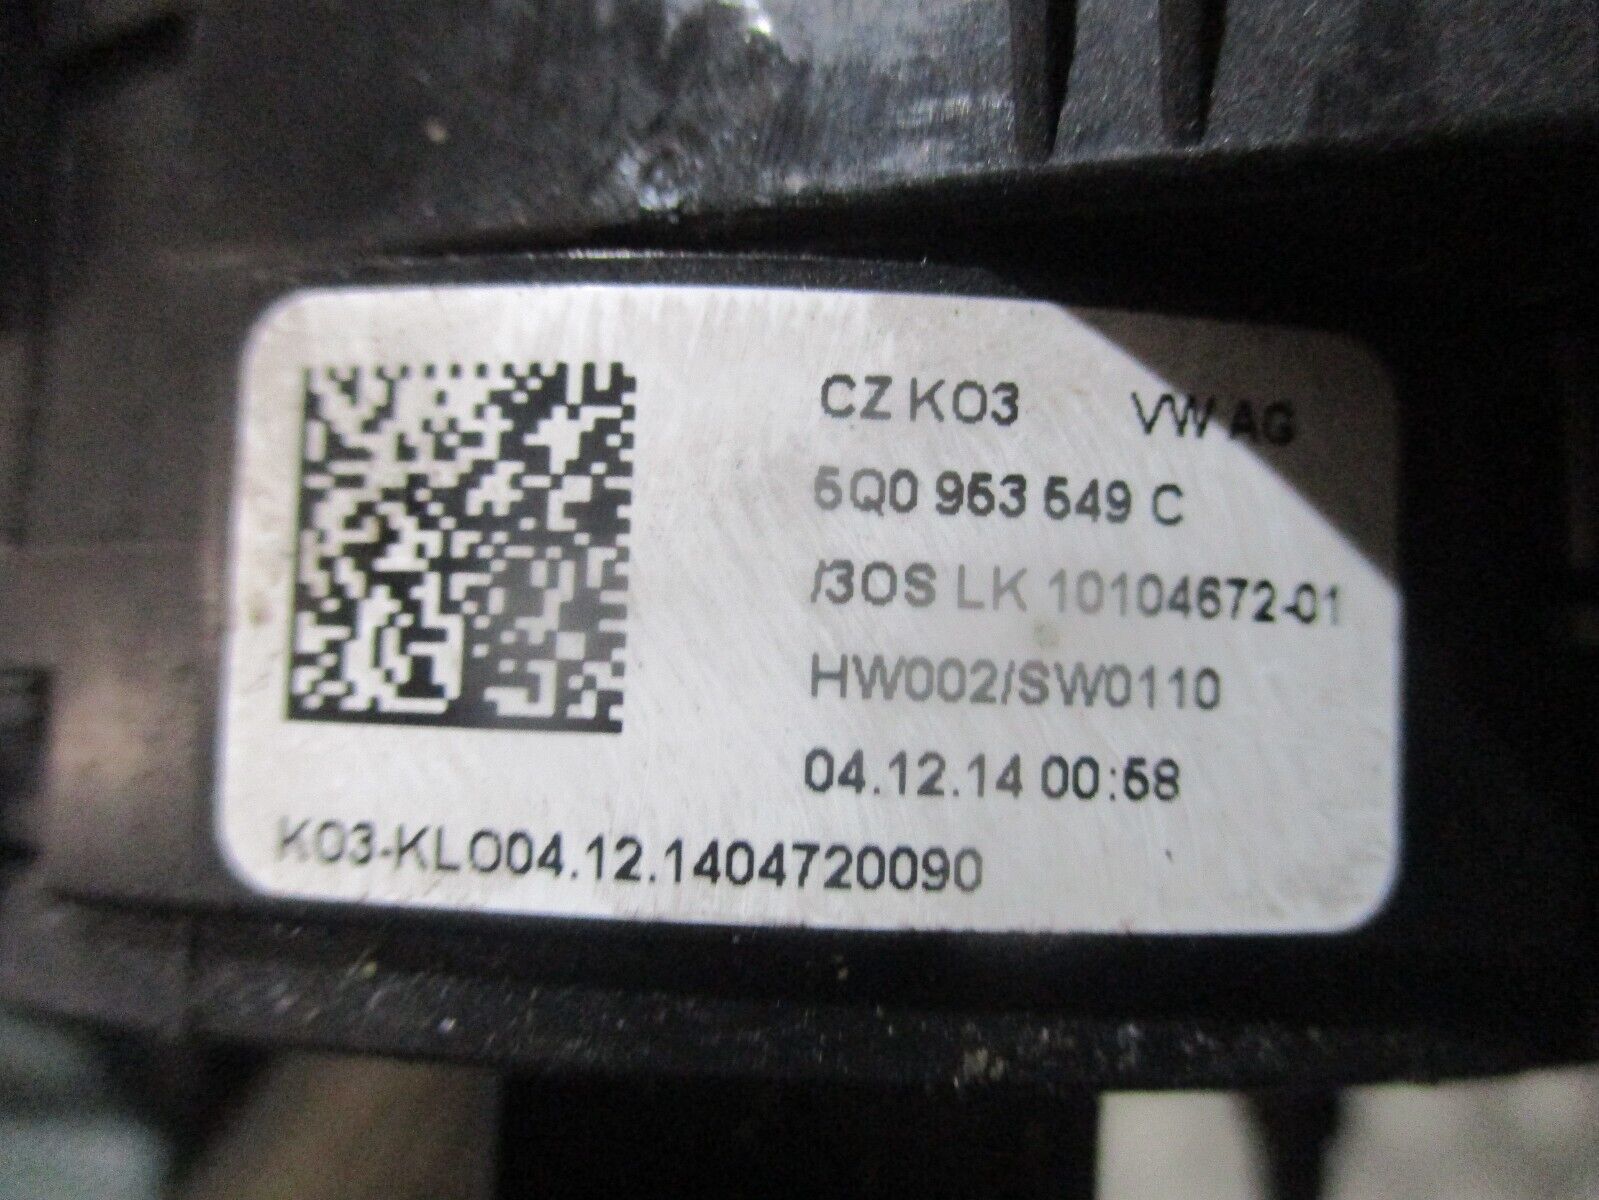 CZ K03 VW AG
5Q0 953 549 C
/3OS LK 10104672-01
HW002/SW0110
04.12.14 00:58
K03-KLO04.12.1404720090